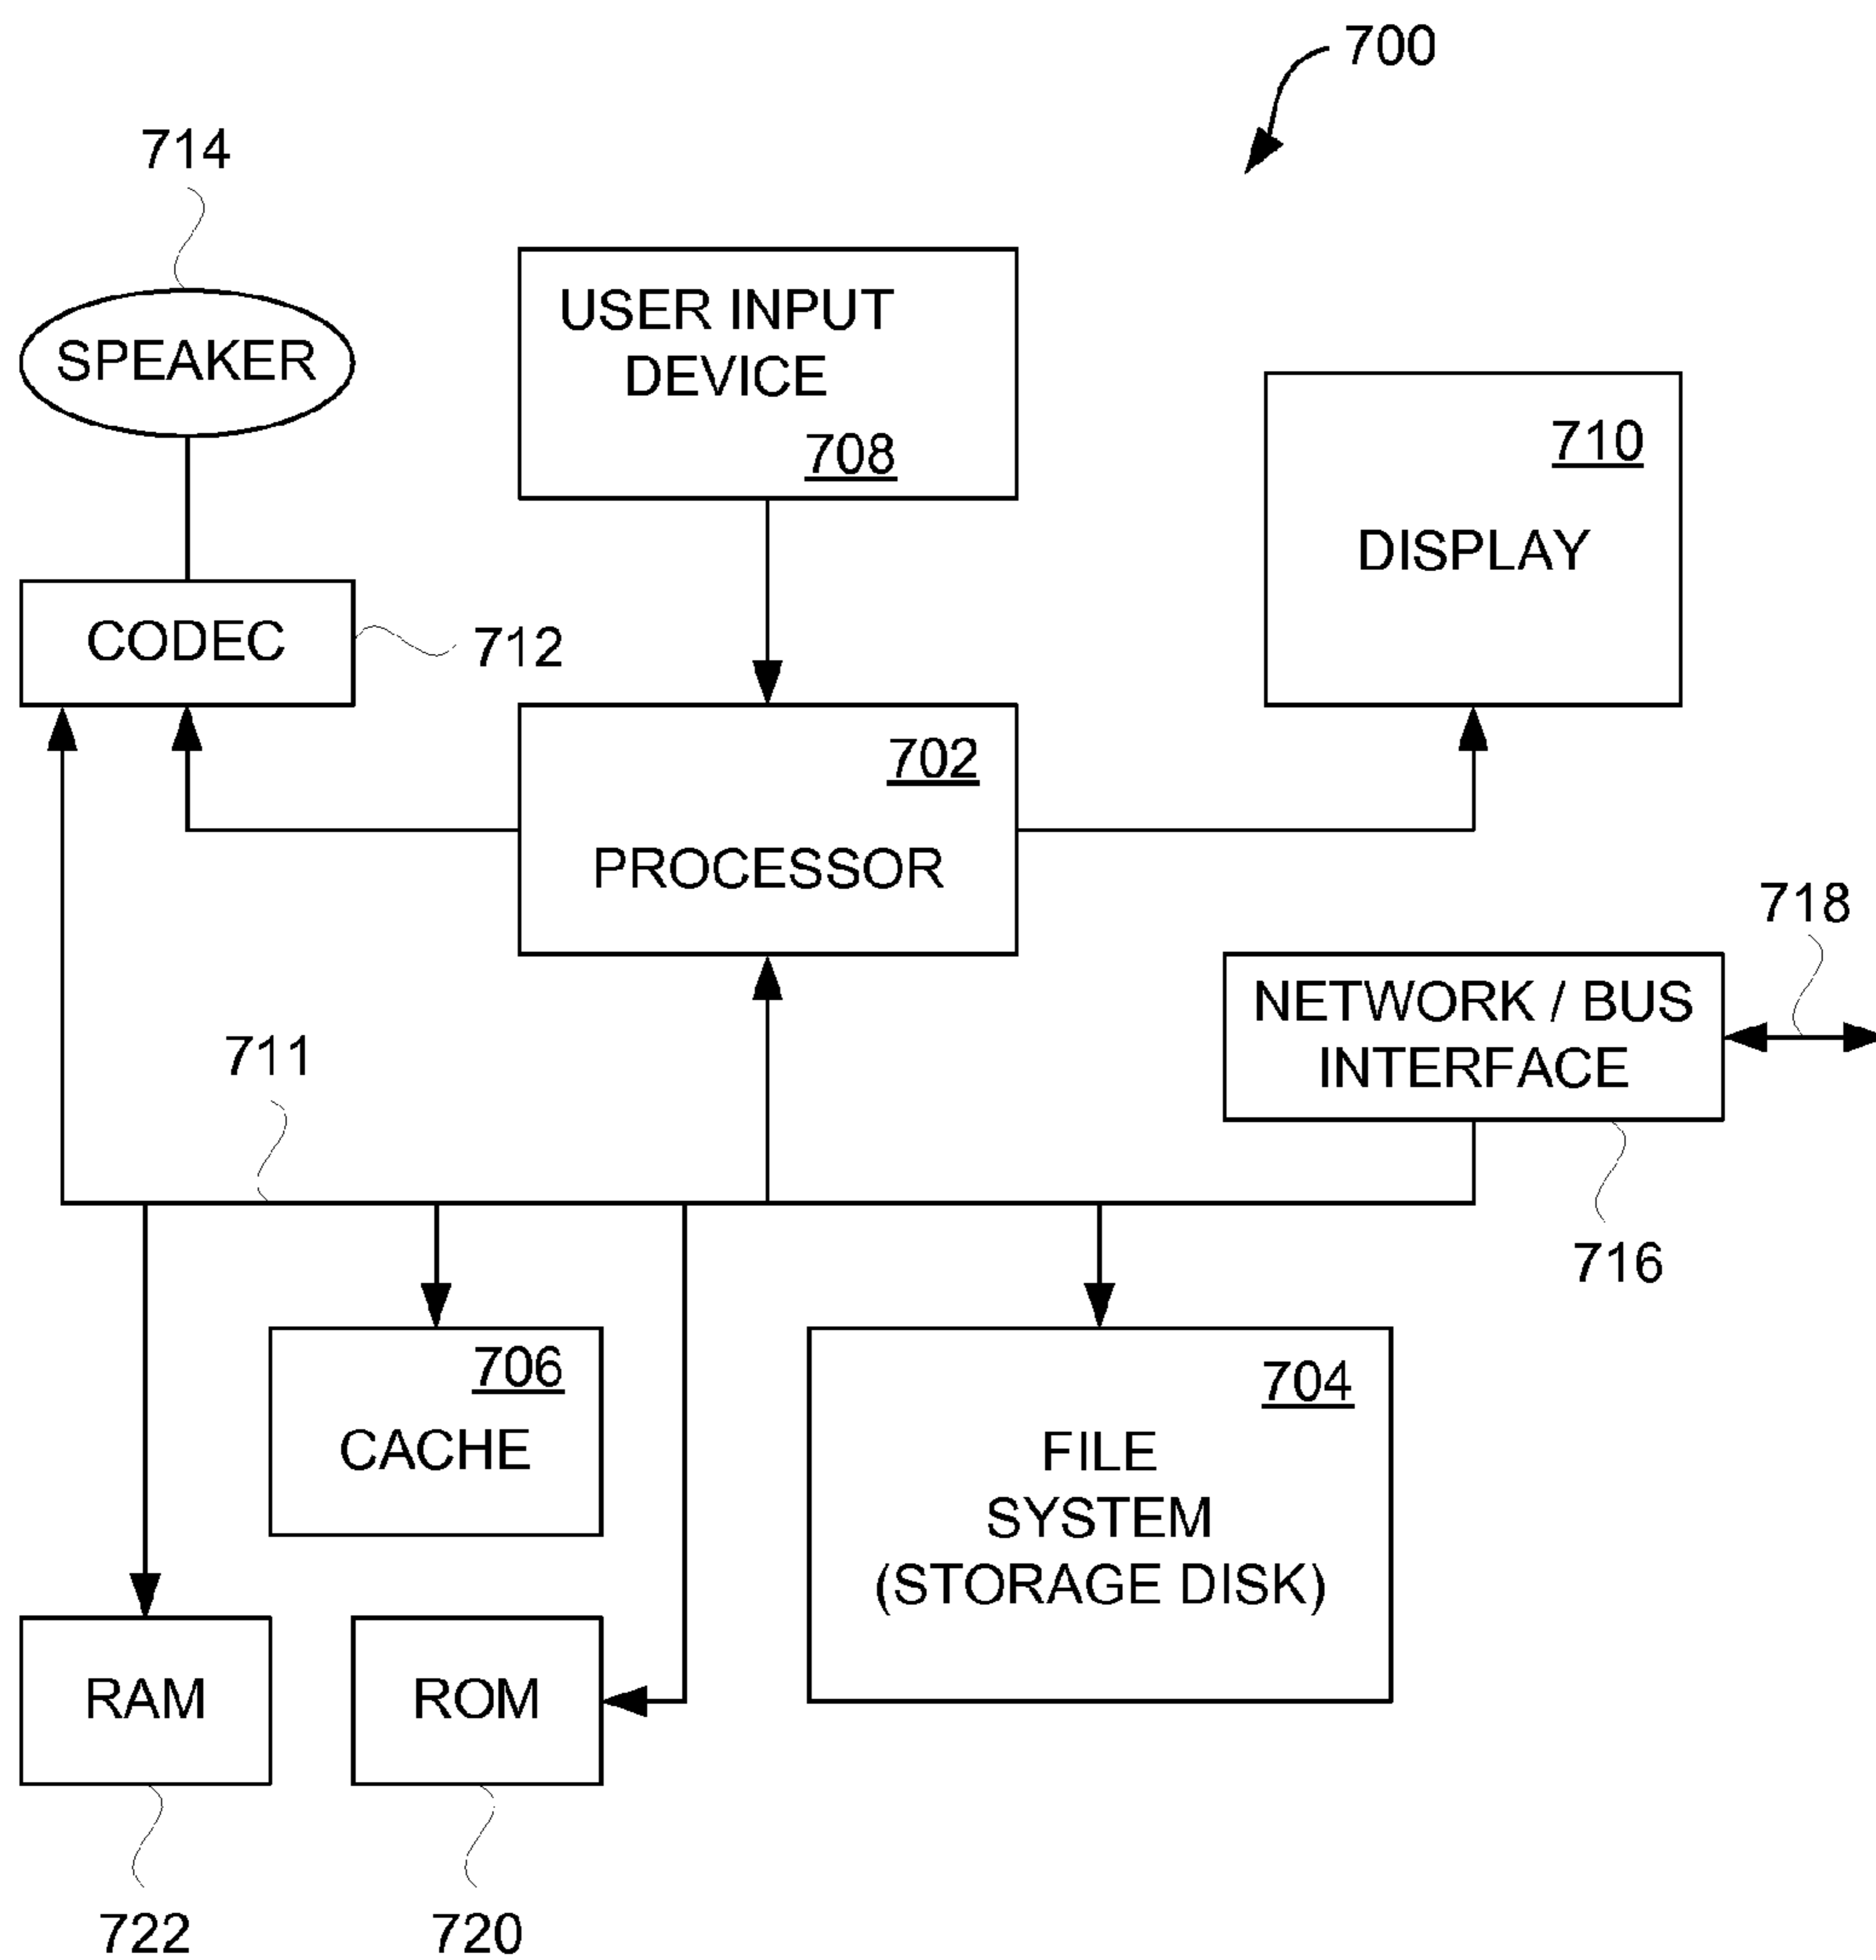 700
714
SPEAKER
USER INPUT
DEVICE
708
710
DISPLAY
CODEC
712
702
PROCESSOR
718
NETWORK / BUS
INTERFACE
711
716
706
CACHE
704
FILE
SYSTEM
(STORAGE DISK)
RAM
ROM
722
720